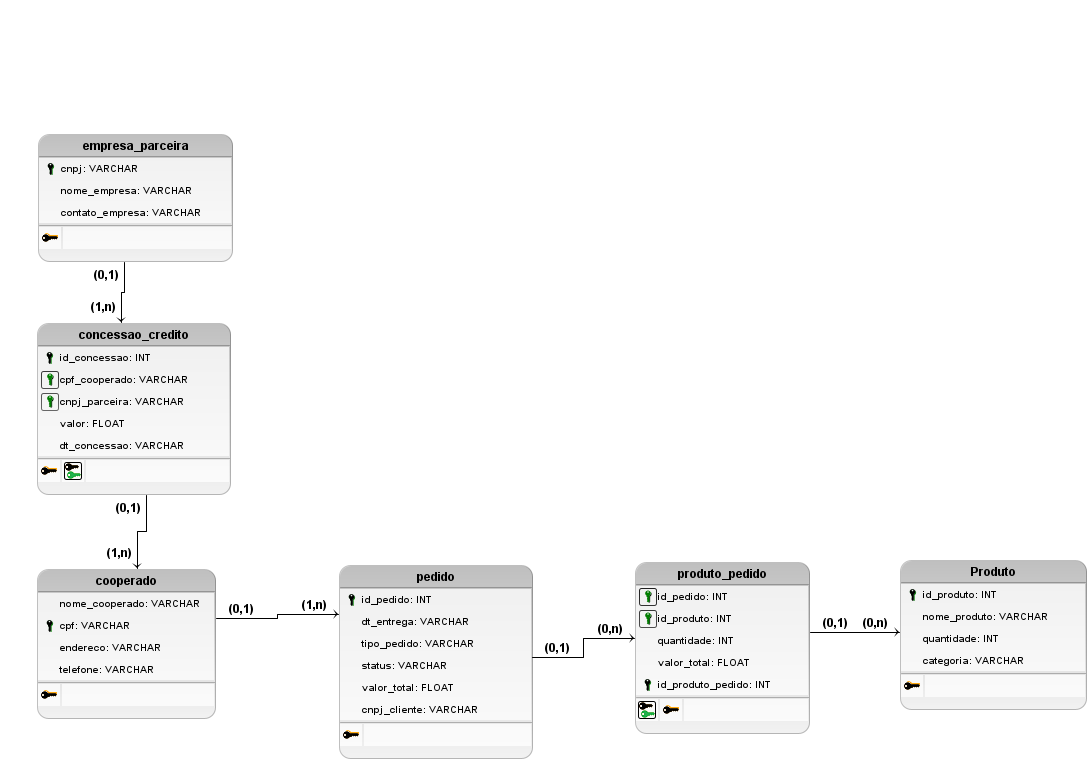 empresa_parceira
cnpj: VARCHAR
nome_empresa: VARCHAR
contato_empresa: VARCHAR
(0,1)
(1,n)
concessao_credito
id_concessao: INT
cpf_cooperado: VARCHAR
cnpj_parceira: VARCHAR
valor: FLOAT
dt_concessao: VARCHAR
(0,1)
(1,n)
cooperado
nome_cooperado: VARCHAR
cpf: VARCHAR
endereco: VARCHAR
telefone: VARCHAR
(0,1)
(1,n)
pedido
id_pedido: INT
dt_entrega: VARCHAR
tipo_pedido: VARCHAR
status: VARCHAR
valor_total: FLOAT
cnpj_cliente: VARCHAR
(0,1)
(0,n)
produto_pedido
id_pedido: INT
id_produto: INT
quantidade: INT
valor_total: FLOAT
id_produto_pedido: INT
(0,1)
(0,n)
Produto
id_produto: INT
nome_produto: VARCHAR
quantidade: INT
categoria: VARCHAR